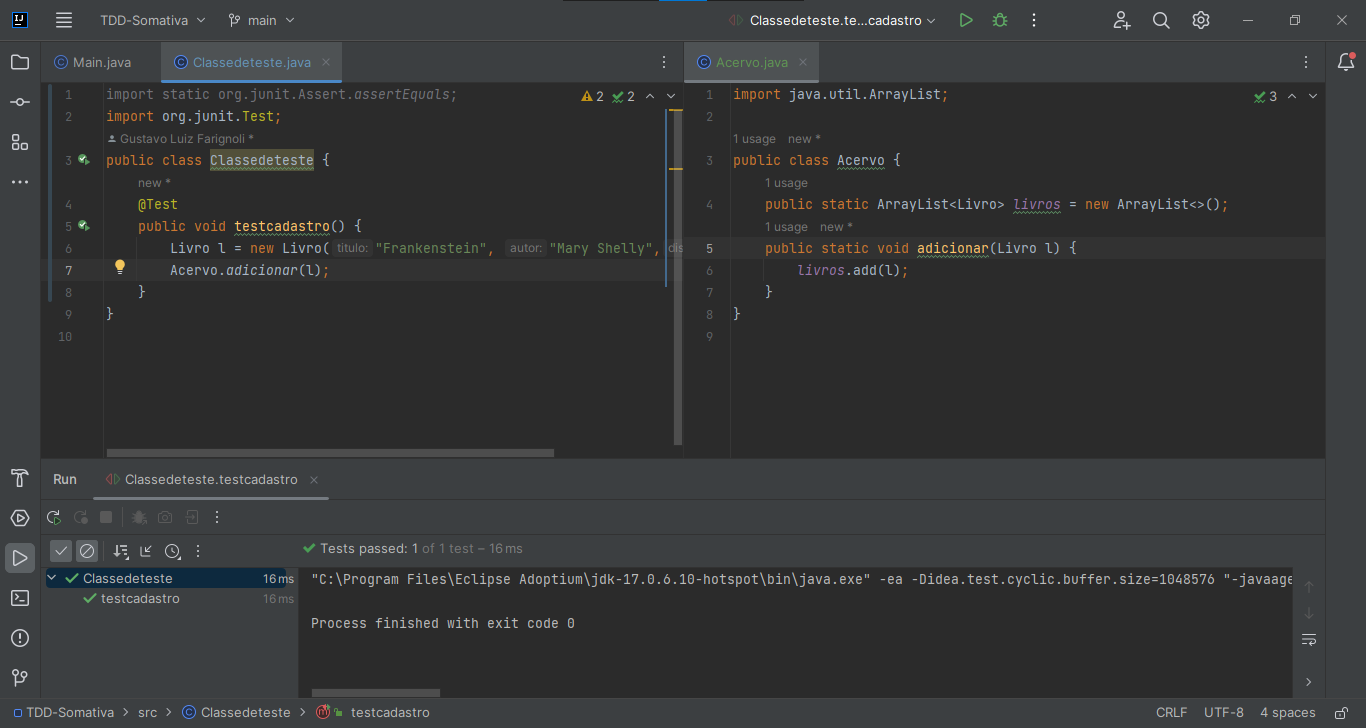 TDD-Somativa main Classedeteste.te...cadastro
Main.java Classedeteste.java
1 import static org.junit.Assert.assertEquals; 2 2
2 import org.junit.Test;
Gustavo Luiz Farignoli *
3 public class Classedeteste {
new *
4 @Test
5 public void testcadastro() {
6 Livro l = new Livro( titulo: "Frankenstein", autor: "Mary Shelly", dis
7 Acervo.adicionar(l);
8 }
9 }
10
Acervo.java
1 import java.util.ArrayList; 3
2
1 usage new *
3 public class Acervo {
1 usage
4 public static ArrayList<Livro> livros = new ArrayList<>();
1 usage new *
5 public static void adicionar(Livro l) {
6 livros.add(l);
7 }
8 }
9
Run Classedeteste.testcadastro
Tests passed: 1 of 1 test – 16 ms
Classedeteste 16 ms
testcadastro 16 ms
"C:\Program Files\Eclipse Adoptium\jdk-17.0.6.10-hotspot\bin\java.exe" -ea -Didea.test.cyclic.buffer.size=1048576 "-javaage
Process finished with exit code 0
TDD-Somativa > src > Classedeteste > testcadastro CRLF UTF-8 4 spaces